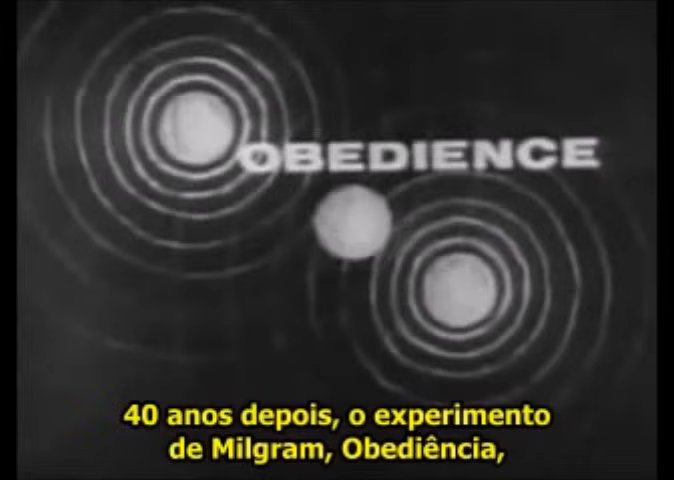 OBEDIENCE
40 anos depois, o experimento
de Milgram, Obediência,